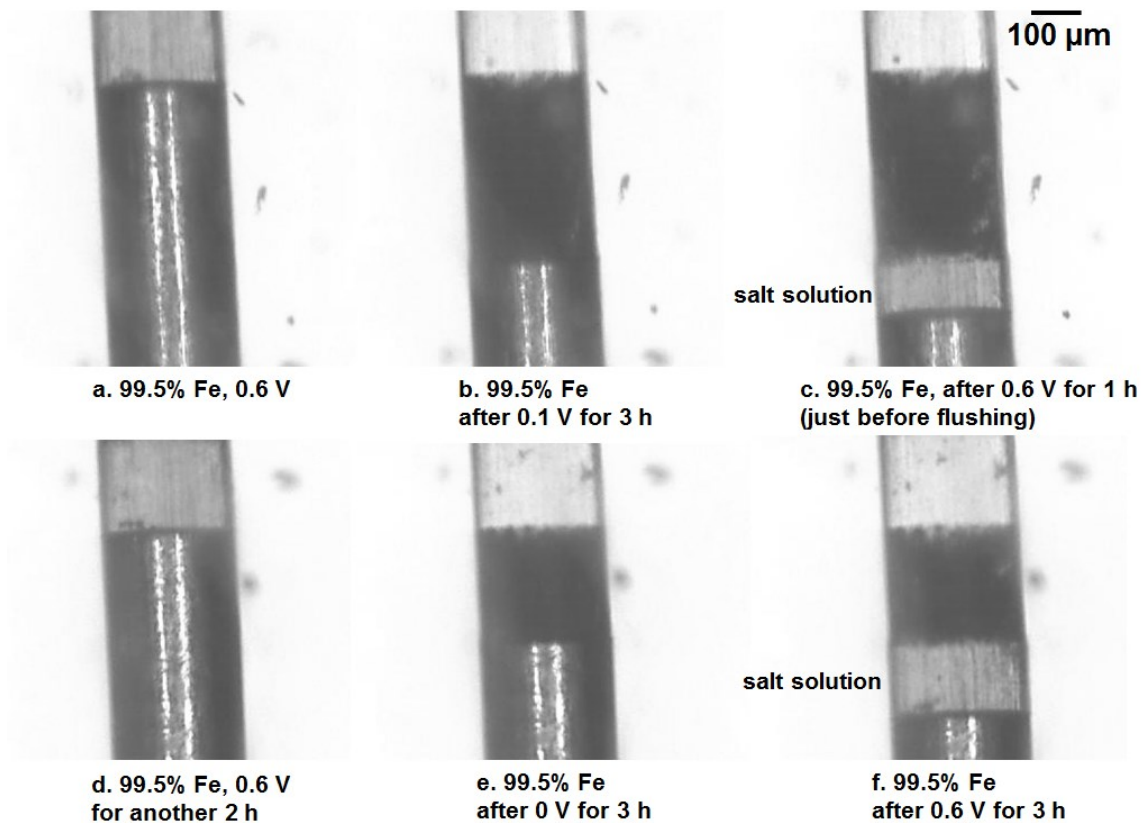 100 µm
salt solution
a. 99.5% Fe, 0.6 V
b. 99.5% Fe
after 0.1 V for 3 h
c. 99.5% Fe, after 0.6 V for 1 h
(just before flushing)
salt solution
d. 99.5% Fe, 0.6 V
for another 2 h
e. 99.5% Fe
after 0 V for 3 h
f. 99.5% Fe
after 0.6 V for 3 h